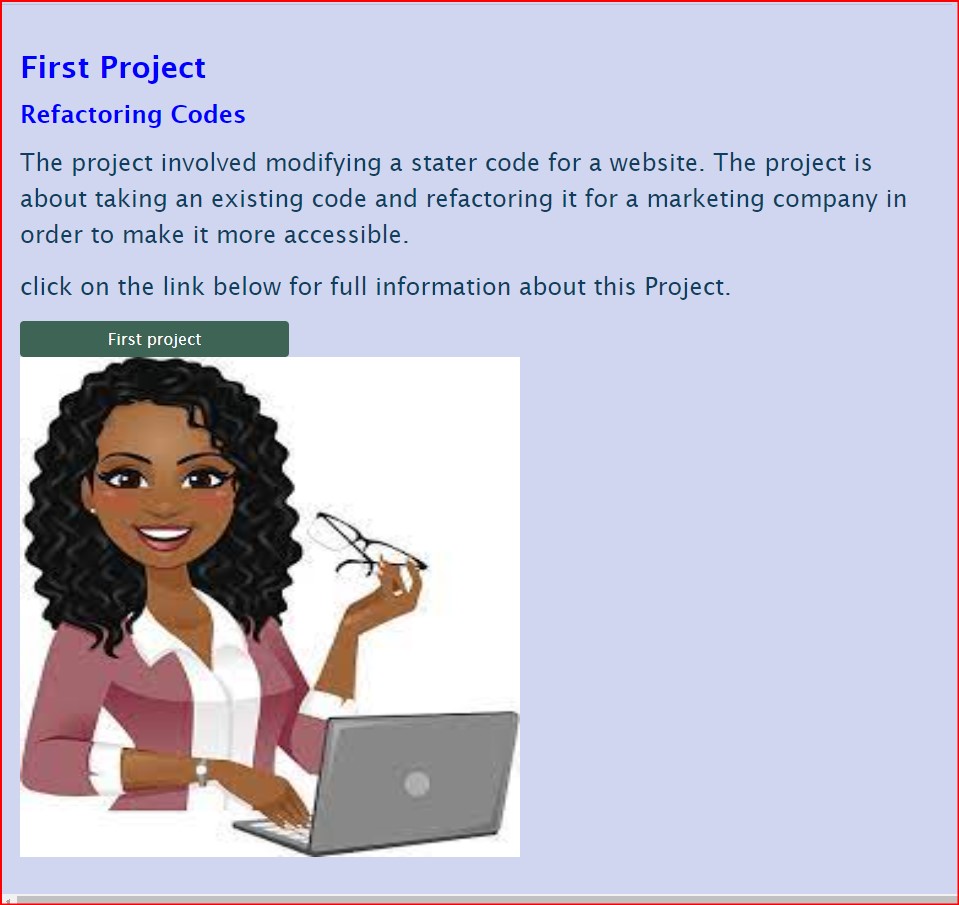 First Project
Refactoring Codes
The project involved modifying a stater code for a website. The project is
about taking an existing code and refactoring it for a marketing company in
order to make it more accessible.
click on the link below for full information about this Project.
First project